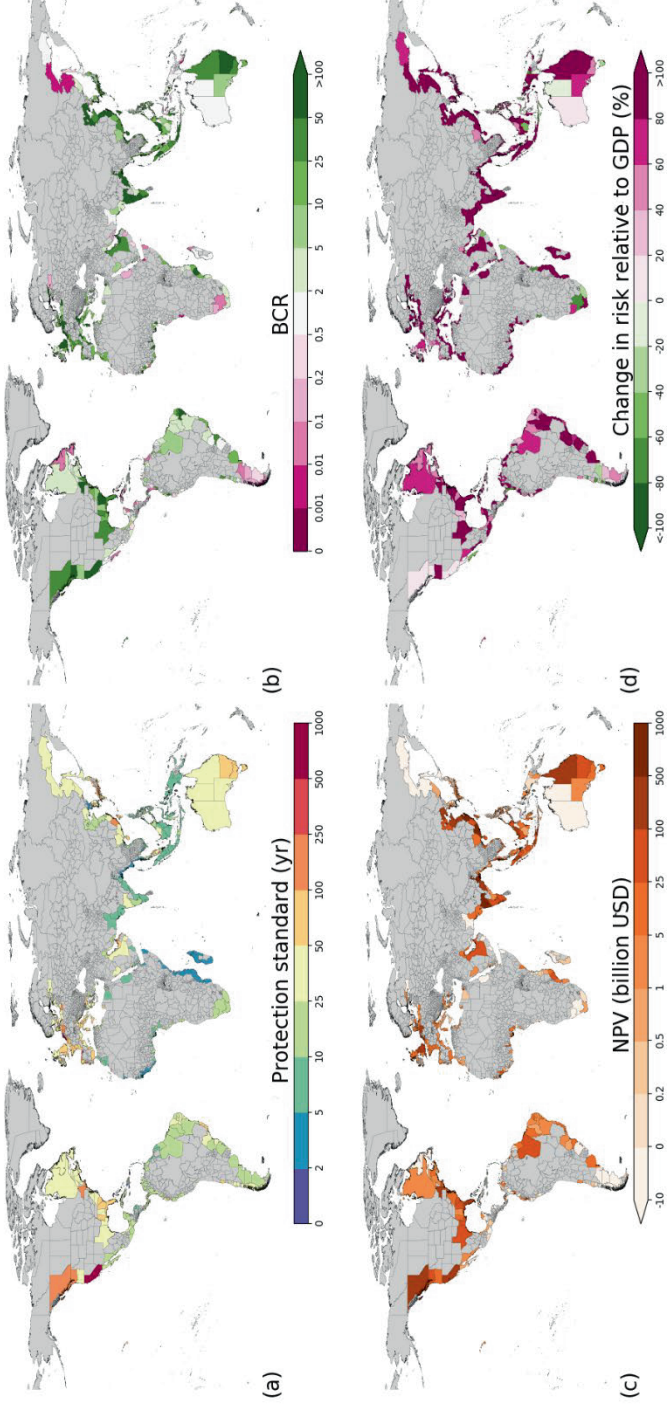 (a)
Protection standard (yr)
0 2 5 10 25 50 100 250 500 1000
(b)
BCR
0 0.001 0.01 0.1 0.2 0.5 2 5 10 25 50 >100
(c)
NPV (billion USD)
-10 0 0.2 0.5 1 5 25 100 500 1000
(d)
Change in risk relative to GDP (%)
<100 -80 -60 -40 -20 20 40 60 80 >100